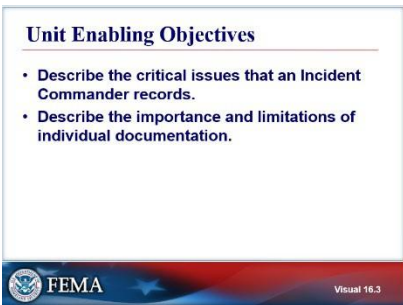 Unit Enabling Objectives
• Describe the critical issues that an Incident
Commander records.
• Describe the importance and limitations of
individual documentation.
FEMA
Visual 16.3